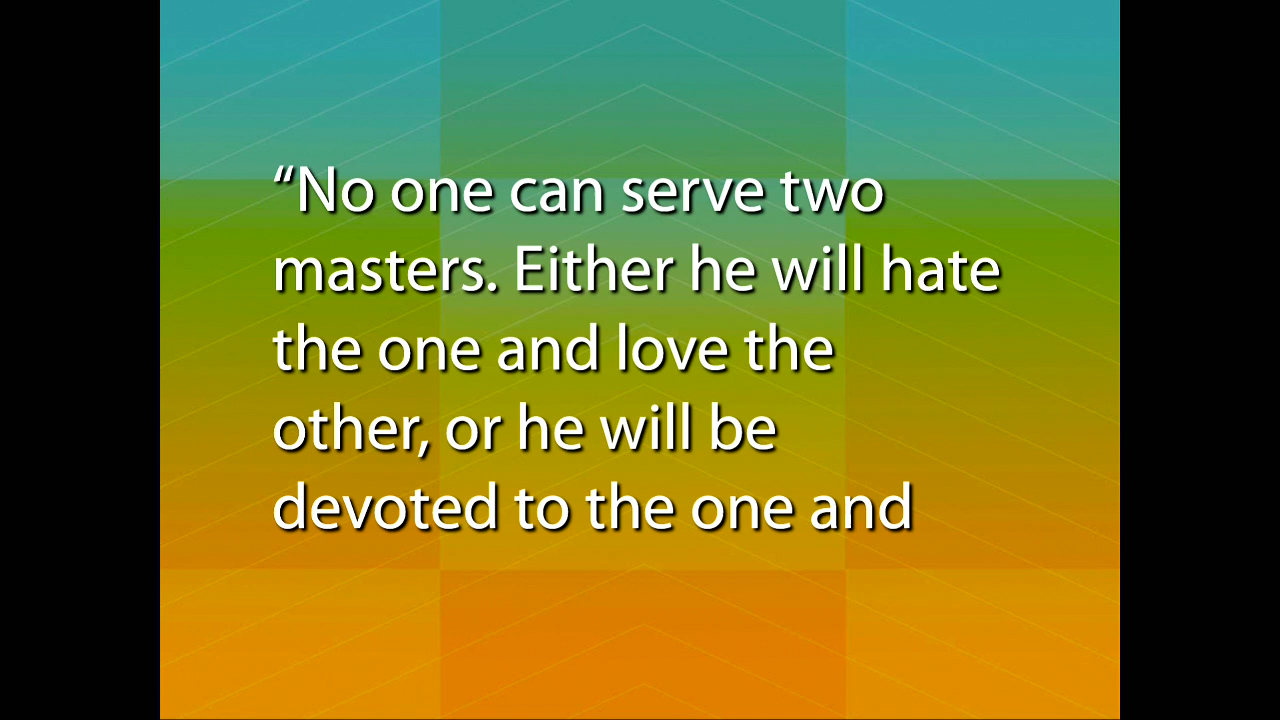 “No one can serve two
masters. Either he will hate
the one and love the
other, or he will be
devoted to the one and